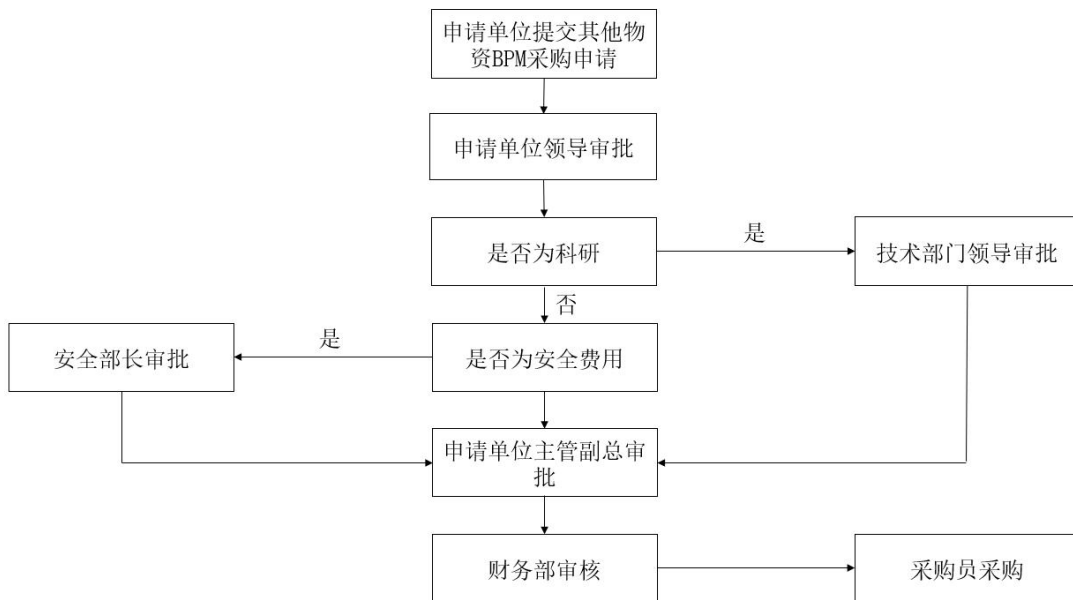 申请单位提交其他物
资BPM采购申请
申请单位领导审批
是否为科研
是
技术部门领导审批
否
安全部长审批
是
是否为安全费用
申请单位主管副总审
批
财务部审核
采购员采购